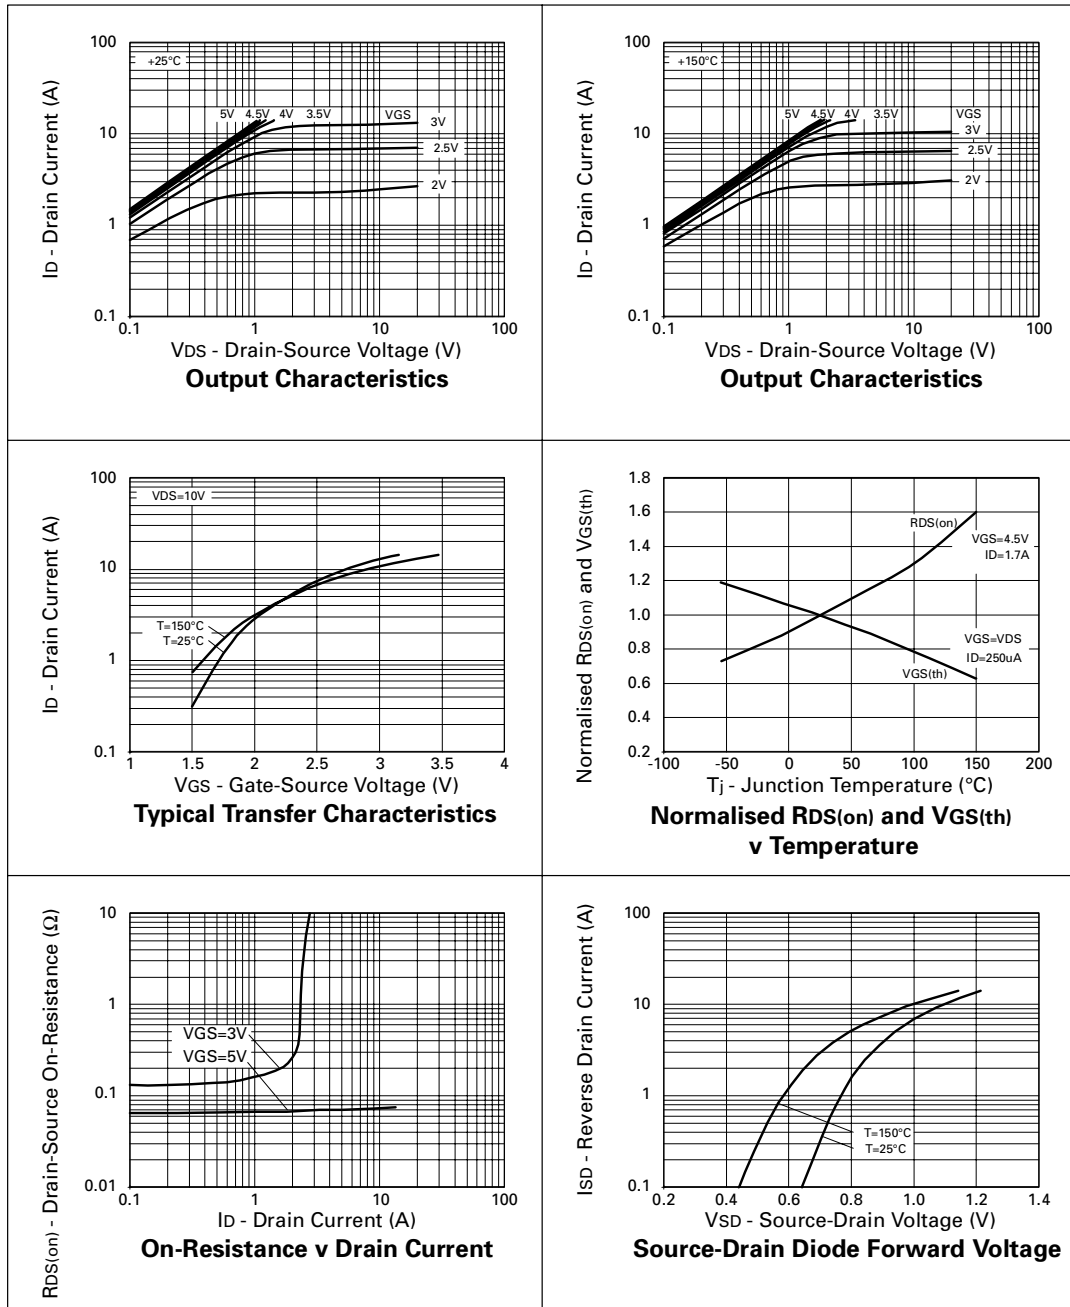 100
10
1
0.1
ID - Drain Current (A)
+25°C
5V 4.5V 4V 3.5V VGS
3V
2.5V
2V
0.1 1 10 100
VDS - Drain-Source Voltage (V)
Output Characteristics
100
10
1
0.1
ID - Drain Current (A)
+150°C
5V 4.5V 4V 3.5V VGS
3V
2.5V
2V
0.1 1 10 100
VDS - Drain-Source Voltage (V)
Output Characteristics
100
10
1
0.1
ID - Drain Current (A)
VDS=10V
T=150°C
T=25°C
1 1.5 2 2.5 3 3.5 4
VGS - Gate-Source Voltage (V)
Typical Transfer Characteristics
1.8
1.6
1.4
1.2
1.0
0.8
0.6
0.4
0.2
Normalised RDS(on) and VGS(th)
RDS(on)
VGS=4.5V
ID=1.7A
VGS=VDS
ID=250uA
VGS(th)
-100 -50 0 50 100 150 200
Tj - Junction Temperature (°C)
Normalised RDS(on) and VGS(th)
v Temperature
10
1
0.1
0.01
RDS(on) - Drain-Source On-Resistance (Ω)
VGS=3V
VGS=5V
0.1 1 10 100
ID - Drain Current (A)
On-Resistance v Drain Current
100
10
1
0.1
ISD - Reverse Drain Current (A)
T=150°C
T=25°C
0.2 0.4 0.6 0.8 1.0 1.2 1.4
VSD - Source-Drain Voltage (V)
Source-Drain Diode Forward Voltage